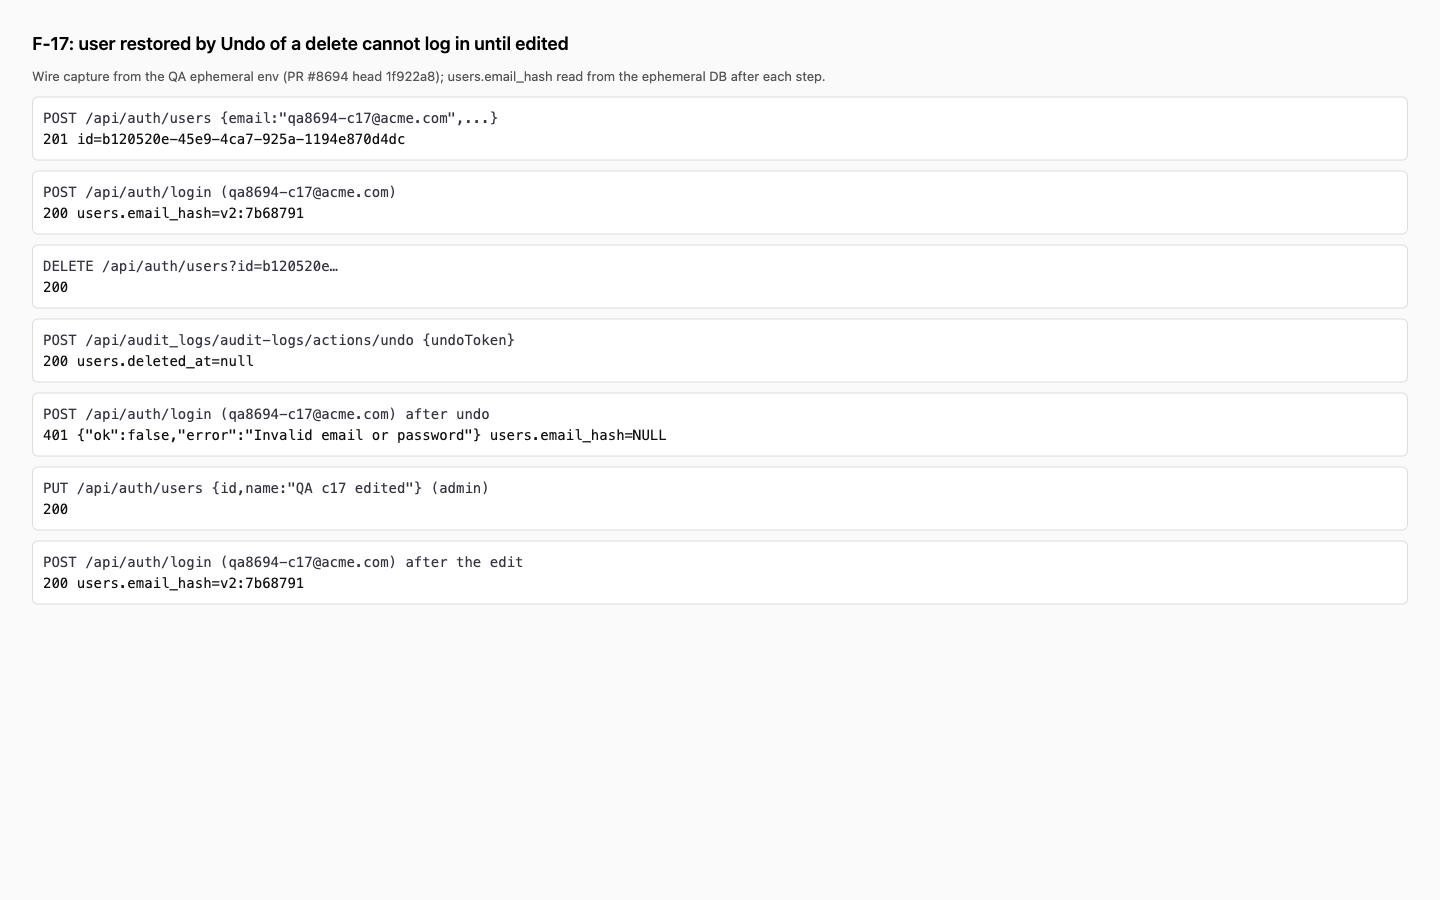 F-17: user restored by Undo of a delete cannot log in until edited
Wire capture from the QA ephemeral env (PR #8694 head 1f922a8); users.email_hash read from the ephemeral DB after each step.
POST /api/auth/users {email:"qa8694-c17@acme.com",...}
201 id=b120520e-45e9-4ca7-925a-1194e870d4dc
POST /api/auth/login (qa8694-c17@acme.com)
200 users.email_hash=v2:7b68791
DELETE /api/auth/users?id=b120520e…
200
POST /api/audit_logs/audit-logs/actions/undo {undoToken}
200 users.deleted_at=null
POST /api/auth/login (qa8694-c17@acme.com) after undo
401 {"ok":false,"error":"Invalid email or password"} users.email_hash=NULL
PUT /api/auth/users {id,name:"QA c17 edited"} (admin)
200
POST /api/auth/login (qa8694-c17@acme.com) after the edit
200 users.email_hash=v2:7b68791